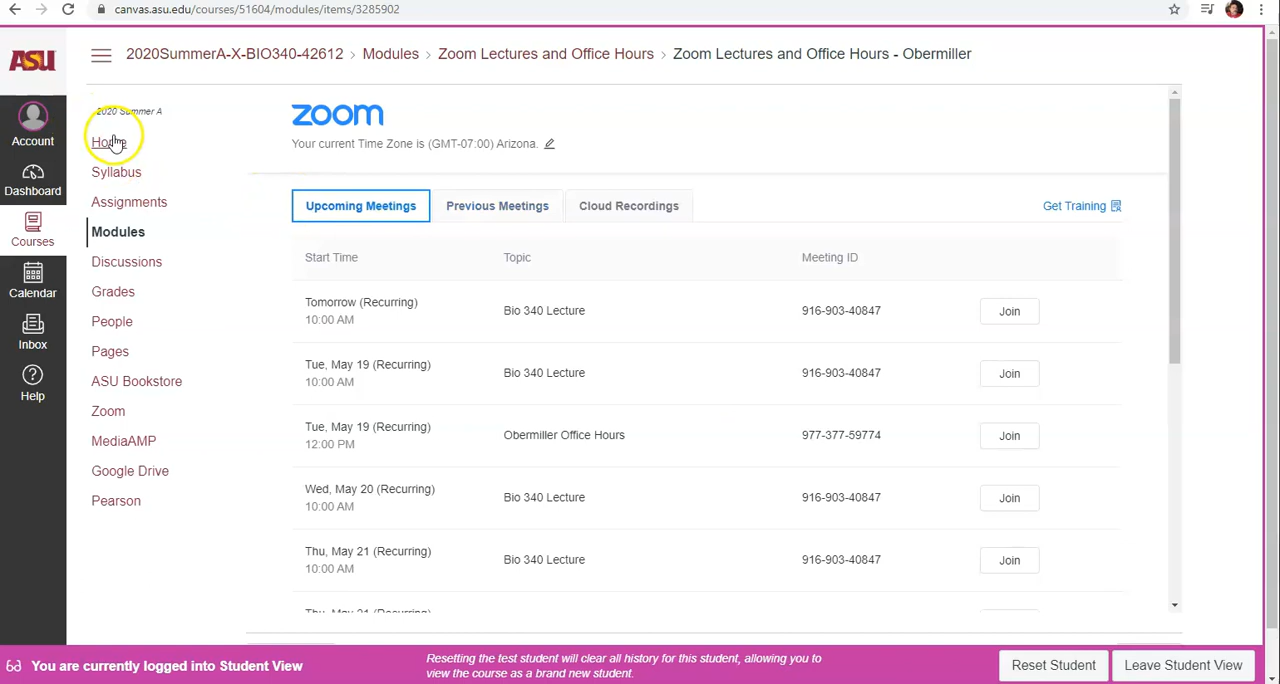 canvas.asu.edu/courses/51604/modules/items/3285902
ASU
2020SummerA-X-BIO340-42612 > Modules > Zoom Lectures and Office Hours > Zoom Lectures and Office Hours - Obermiller
Account
Dashboard
Courses
Calendar
Inbox
Help
2020 Summer A
Home
Syllabus
Assignments
Modules
Discussions
Grades
People
Pages
ASU Bookstore
Zoom
MediaAMP
Google Drive
Pearson
zoom
Your current Time Zone is (GMT-07:00) Arizona.
Upcoming Meetings Previous Meetings Cloud Recordings Get Training
Start Time Topic Meeting ID
Tomorrow (Recurring)
10:00 AM Bio 340 Lecture 916-903-40847 Join
Tue, May 19 (Recurring)
10:00 AM Bio 340 Lecture 916-903-40847 Join
Tue, May 19 (Recurring)
12:00 PM Obermiller Office Hours 977-377-59774 Join
Wed, May 20 (Recurring)
10:00 AM Bio 340 Lecture 916-903-40847 Join
Thu, May 21 (Recurring)
10:00 AM Bio 340 Lecture 916-903-40847 Join
Thu, May 21 (Recurring)
You are currently logged into Student View
Resetting the test student will clear all history for this student, allowing you to
view the course as a brand new student.
Reset Student Leave Student View